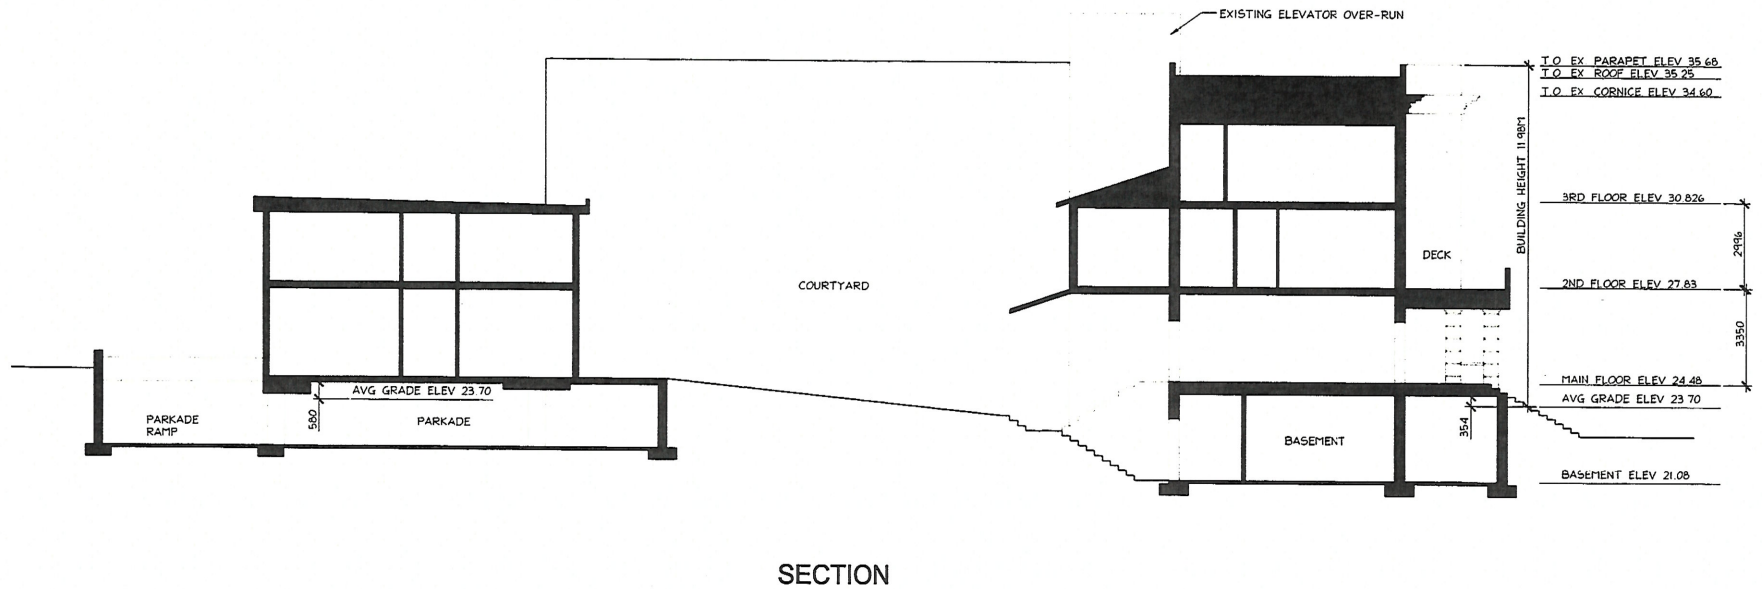 EXISTING ELEVATOR OVER-RUN
T.O EX PARAPET ELEV 35.68
T.O EX ROOF ELEV 35.25
T.O. EX CORNICE ELEV 34.60
BUILDING HEIGHT 11.98M
3RD FLOOR ELEV 30.826
2996
DECK
COURTYARD
2ND FLOOR ELEV 27.83
3350
MAIN FLOOR ELEV 24.48
AVG GRADE ELEV 23.70
AVG GRADE ELEV 23 70
580
354
PARKADE
RAMP
PARKADE
BASEMENT
BASEMENT ELEV 21.08
SECTION